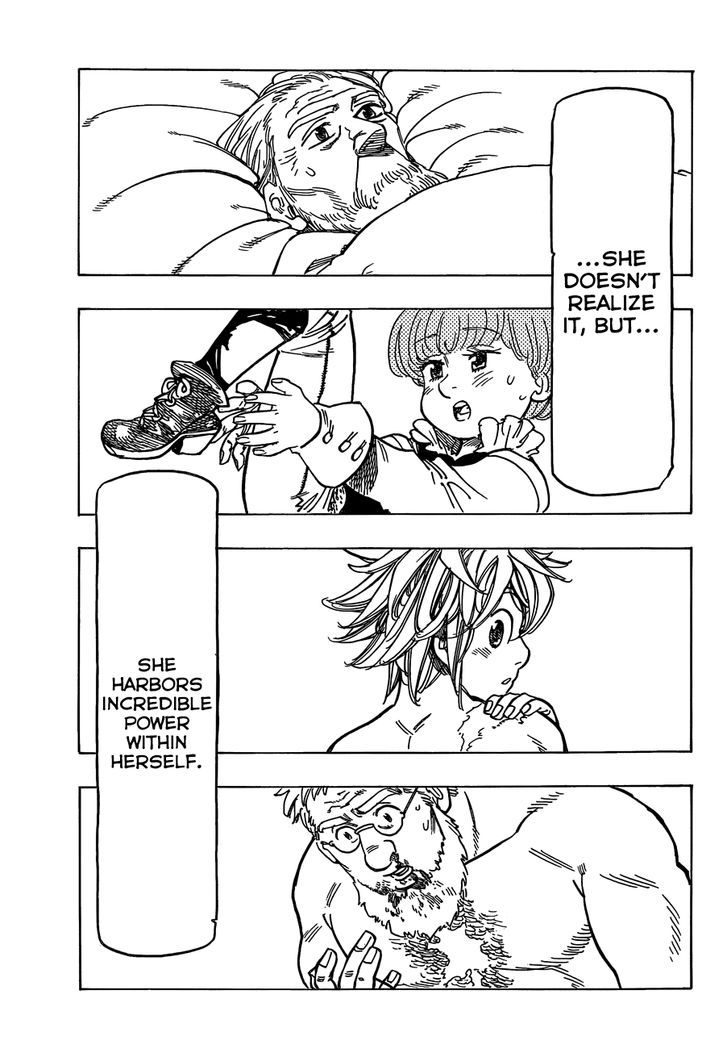 ...SHE
DOESN'T
REALIZE
IT, BUT...
SHE
HARBORS
INCREDIBLE
POWER
WITHIN
HERSELF.